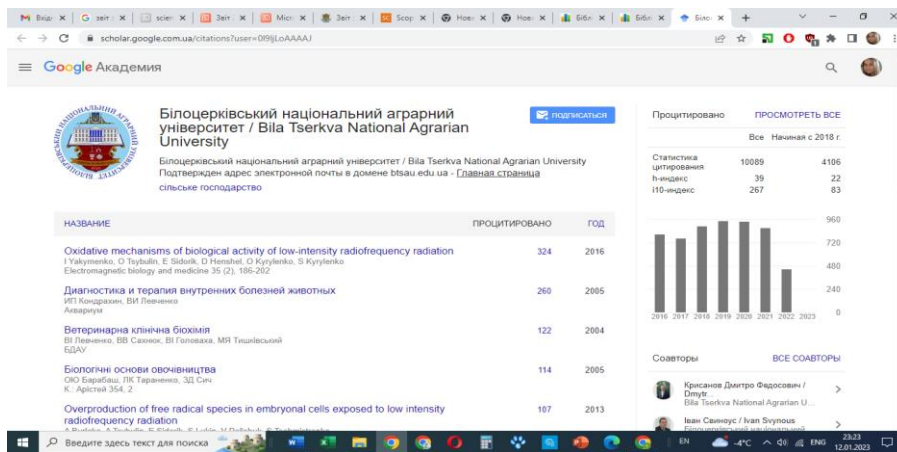 scholar.google.com.ua/citations?user=0I9ljLoAAAAJ
Google Академия
Білоцерківський національний аграрний
університет / Bila Tserkva National Agrarian
University
Білоцерківський національний аграрний університет / Bila Tserkva National Agrarian University
Подтвержден адрес электронной почты в домене btsau.edu.ua - Главная страница
сільське господарство
ПОДПИСАТЬСЯ
НАЗВАНИЕ ПРОЦИТИРОВАНО ГОД
Oxidative mechanisms of biological activity of low-intensity radiofrequency radiation 324 2016
I Yakymenko, O Tsybulin, E Sidorik, D Henshel, O Kyrylenko, S Kyrylenko
Electromagnetic biology and medicine 35 (2), 186-202
Диагностика и терапия внутренних болезней животных 260 2005
ИП Кондрахин, ВИ Левченко
Аквариум
Ветеринарна клінічна біохімія 122 2004
ВІ Левченко, ВВ Сахнюк, ВІ Головаха, МЯ Тишківський
БДАУ
Біологічні основи овочівництва 114 2005
ОЮ Барабаш, ЛК Тараненко, ЗД Сич
К.: Арістей 354, 2
Overproduction of free radical species in embryonal cells exposed to low intensity 107 2013
radiofrequency radiation
Процитировано ПРОСМОТРЕТЬ ВСЕ
Все Начиная с 2018 г.
Статистика
цитирования 10089 4106
h-индекс 39 22
i10-индекс 267 83
960
720
480
240
0
2016 2017 2018 2019 2020 2021 2022 2023
Соавторы ВСЕ СОАВТОРЫ
Крисанов Дмитро Федосович /
Dmytr...
Bila Tserkva National Agrarian U...
Іван Свиноус / Ivan Svynous
Введите здесь текст для поиска
EN
-4°C
ENG
23:23
12.01.2023